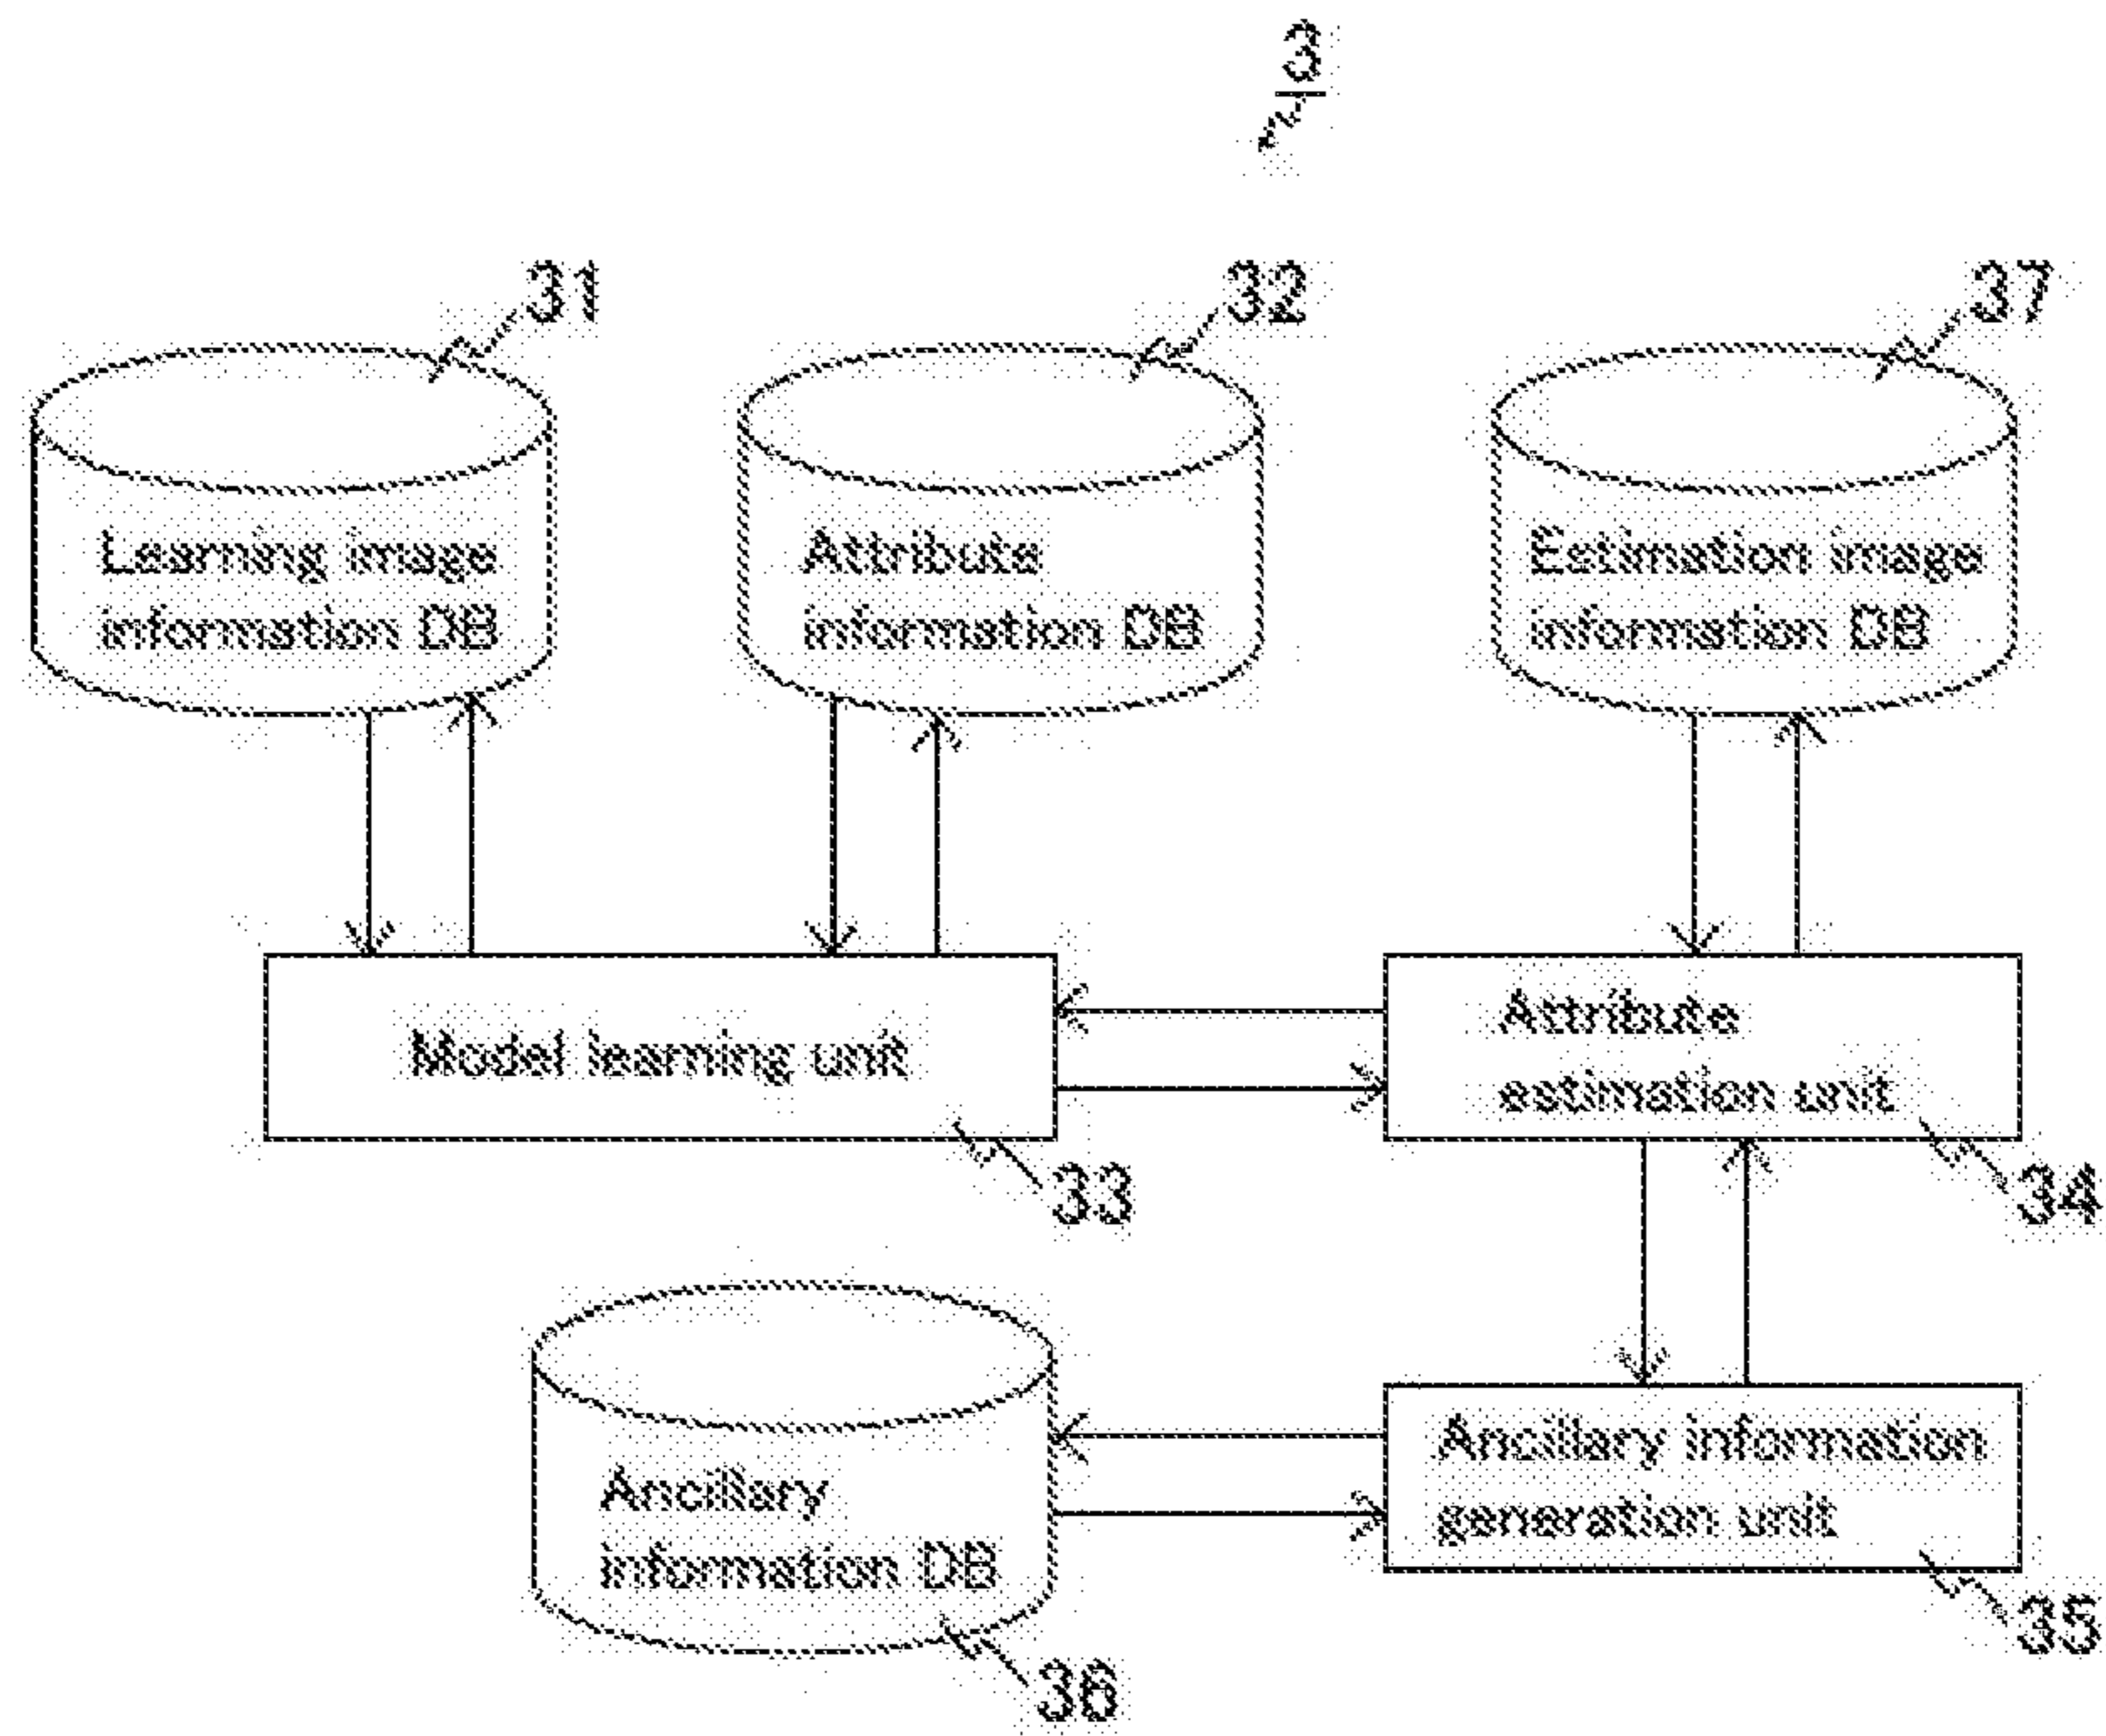 3
31
32
37
Learning image
information DB
Attribute
information DB
Estimation image
information DB
Model learning unit
33
Attribute
estimation unit
34
Ancillary
information DB
36
Ancillary information
generation unit
35